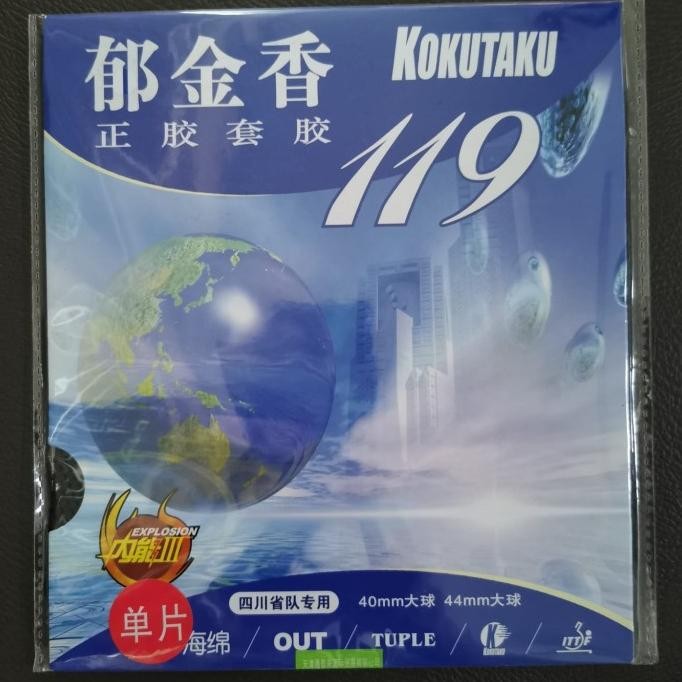 郁金香
KOKUTAKU
正胶套胶
119
EXPLOSION
内能III
四川省队专用
40mm大球 44mm大球
单片
海绵 / OUT / TUPLE / KOKUTAKU / ITTF